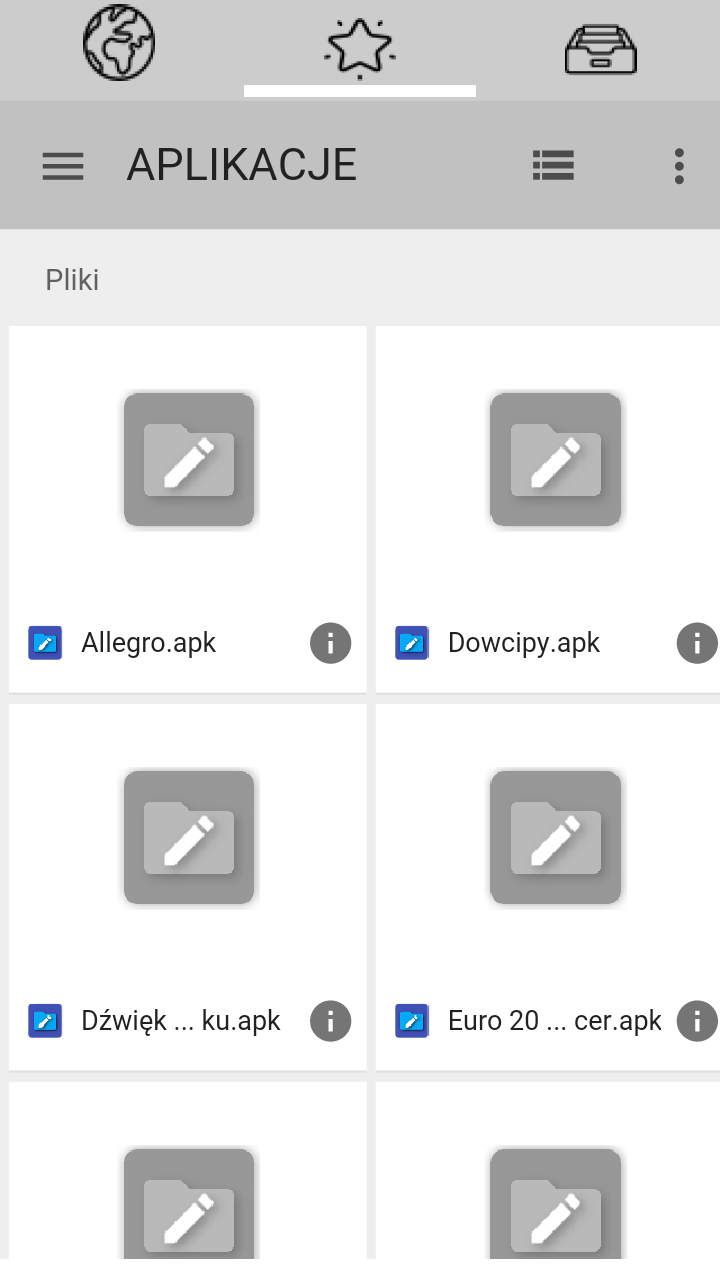 APLIKACJE
Pliki
Allegro.apk
Dowcipy.apk
Dźwięk ... ku.apk
Euro 20 ... cer.apk